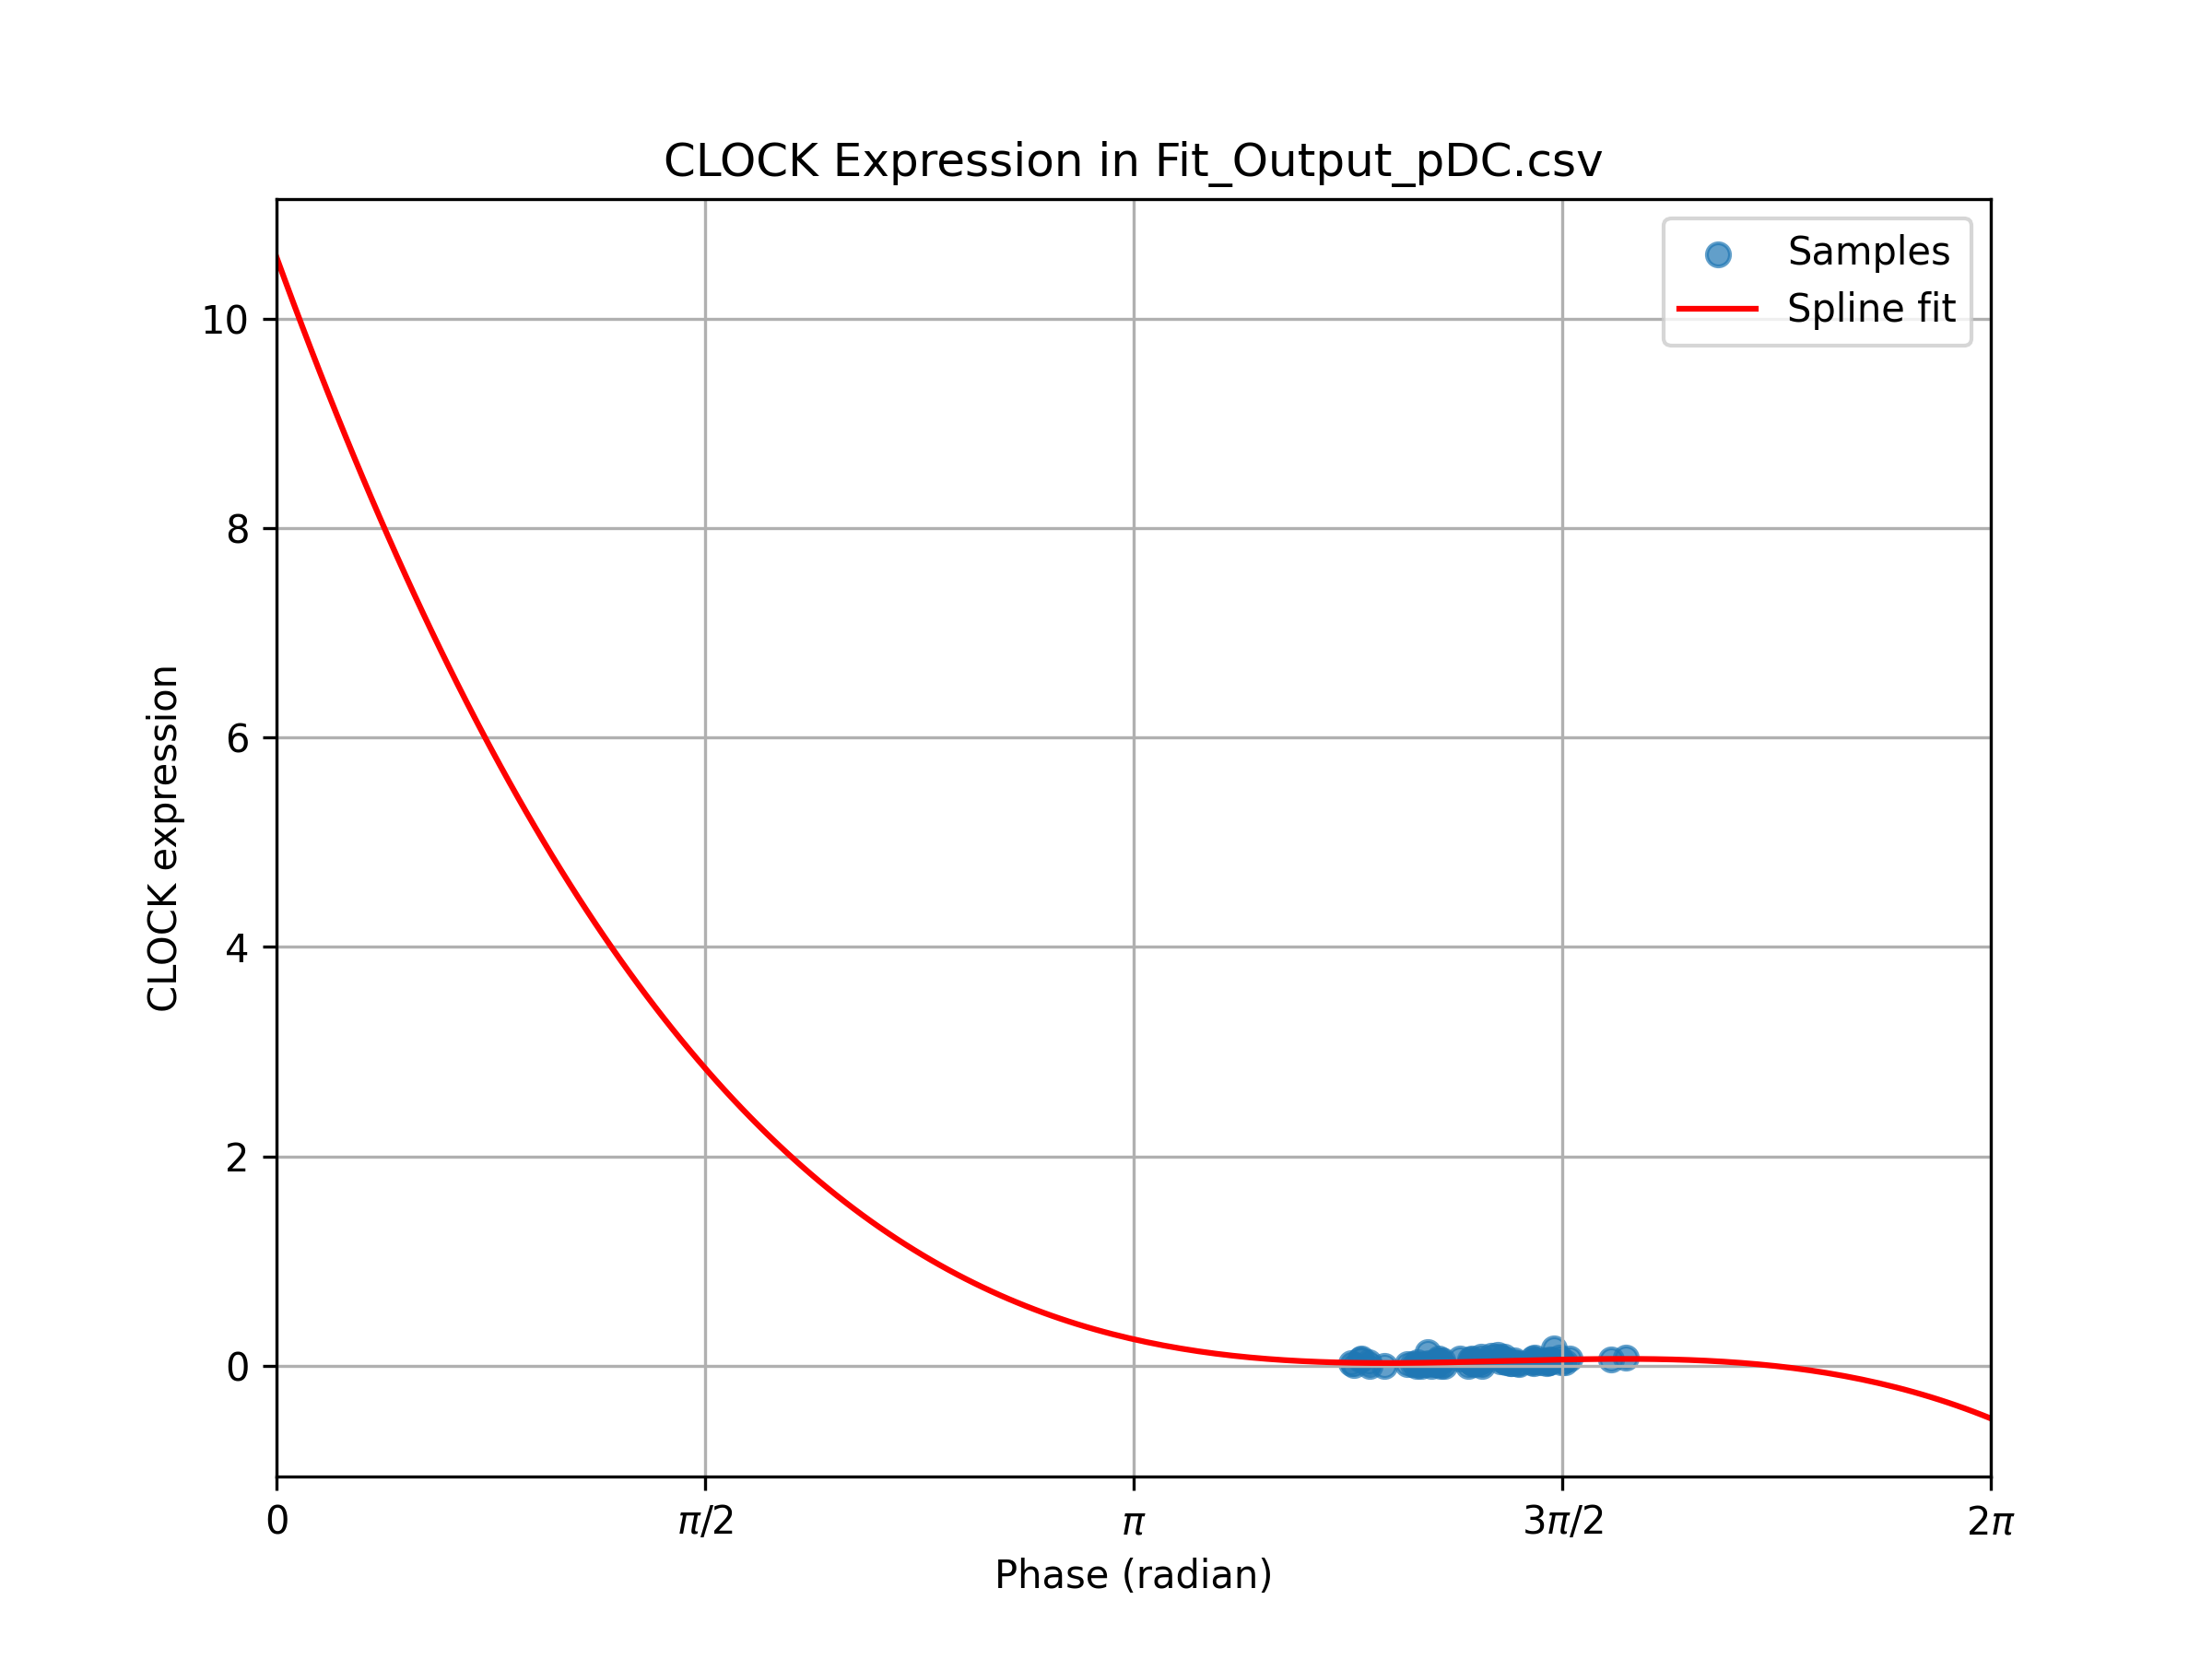 CLOCK Expression in Fit_Output_pDC.csv
Samples
Spline fit
CLOCK expression
10
8
6
4
2
0
0
π/2
π
3π/2
2π
Phase (radian)